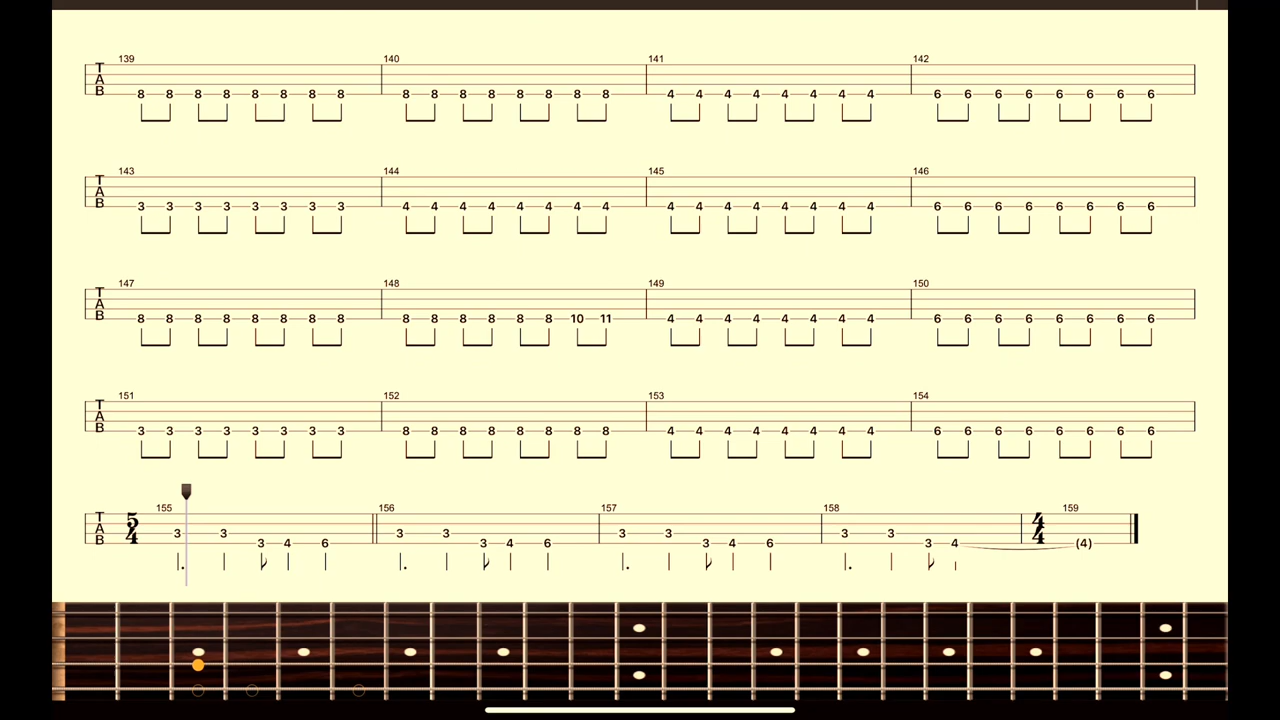 139 140 141 142
T A B 8 8 8 8 8 8 8 8 8 8 8 8 8 8 8 8 4 4 4 4 4 4 4 4 6 6 6 6 6 6 6 6
143 144 145 146
T A B 3 3 3 3 3 3 3 3 4 4 4 4 4 4 4 4 4 4 4 4 4 4 4 4 6 6 6 6 6 6 6 6
147 148 149 150
T A B 8 8 8 8 8 8 8 8 8 8 8 8 8 8 10 11 4 4 4 4 4 4 4 4 6 6 6 6 6 6 6 6
151 152 153 154
T A B 3 3 3 3 3 3 3 3 8 8 8 8 8 8 8 8 4 4 4 4 4 4 4 4 6 6 6 6 6 6 6 6
155 156 157 158 159
T A B 5 4 3 3 3 4 6 3 3 3 4 6 3 3 3 4 6 3 3 3 4 4 4 (4)